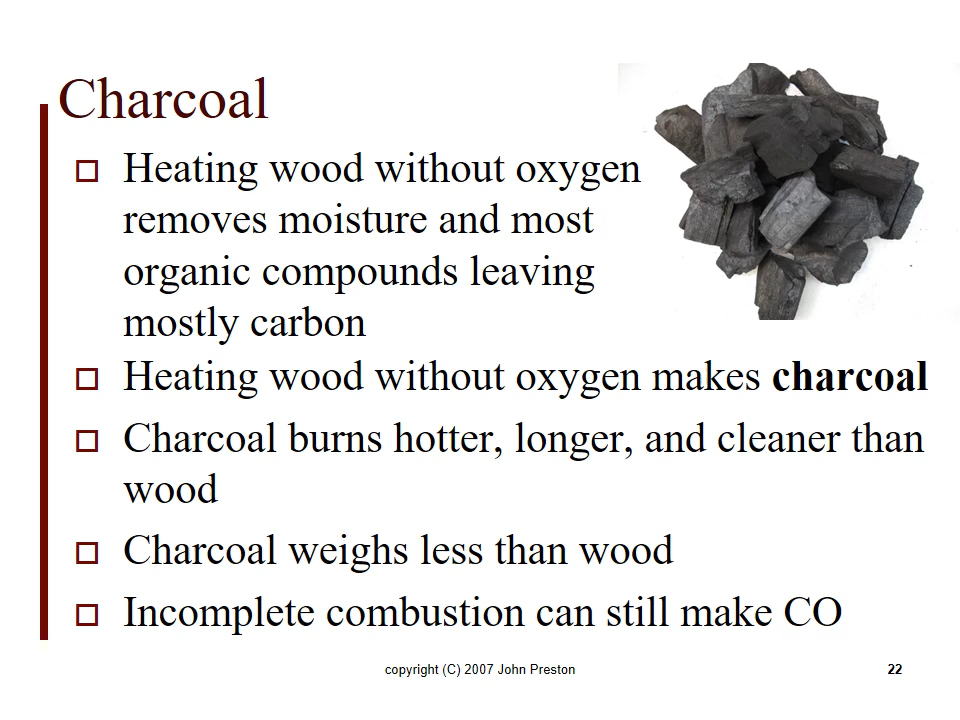 Charcoal
Heating wood without oxygen
removes moisture and most
organic compounds leaving
mostly carbon
Heating wood without oxygen makes charcoal
Charcoal burns hotter, longer, and cleaner than
wood
Charcoal weighs less than wood
Incomplete combustion can still make CO
copyright (C) 2007 John Preston
22